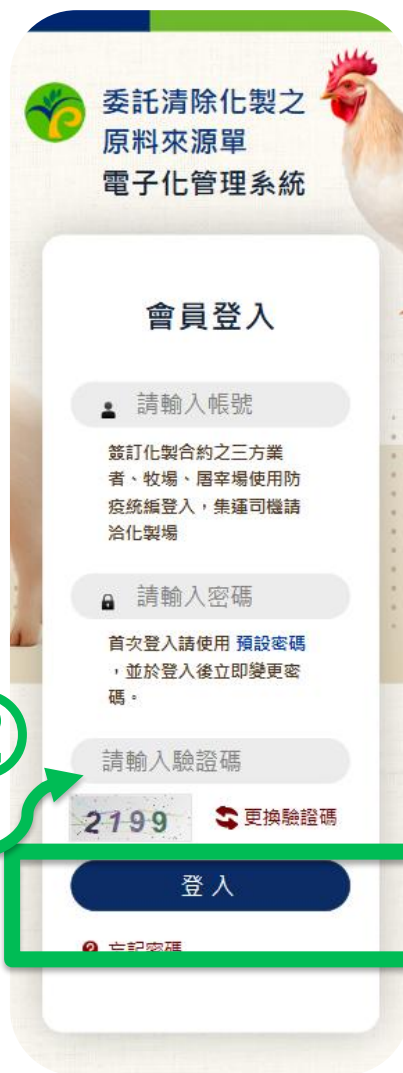 委託清除化製之
原料來源單
電子化管理系統
會員登入
請輸入帳號
簽訂化製合約之三方業
者、牧場、屠宰場使用防
疫統編登入，集運司機請
洽化製場
請輸入密碼
首次登入請使用 預設密碼
，並於登入後立即變更密
碼。
請輸入驗證碼
2199 更換驗證碼
登入
忘記密碼